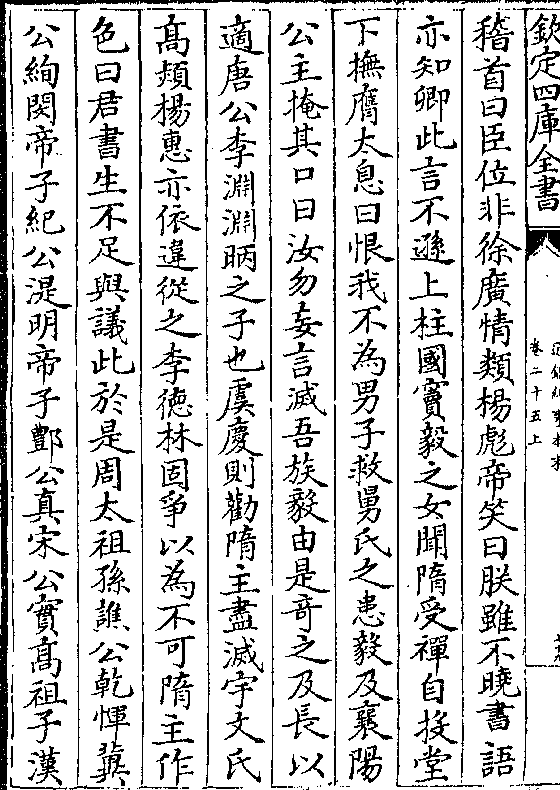 欽定四庫全書
卷二十五上
稽首曰臣位非徐廣情類楊彪帝笑曰朕雖不曉書語
亦知卿此言不遜上柱國竇毅之女聞隋受禪自投堂
下撫膺太息曰恨我不為男子救舅氏之患毅及襄陽
公主掩其口曰汝勿妄言滅吾族毅由是竒之及長以
適唐公李淵淵昞之子也虞慶則勸隋主盡滅宇文氏
髙熲楊惠亦依違從之李徳林固爭以為不可隋主作
色曰君書生不足與議此於是周太祖孫譙公乾惲冀
公絢閔帝子紀公湜明帝子酆公貞宋公實髙祖子漢